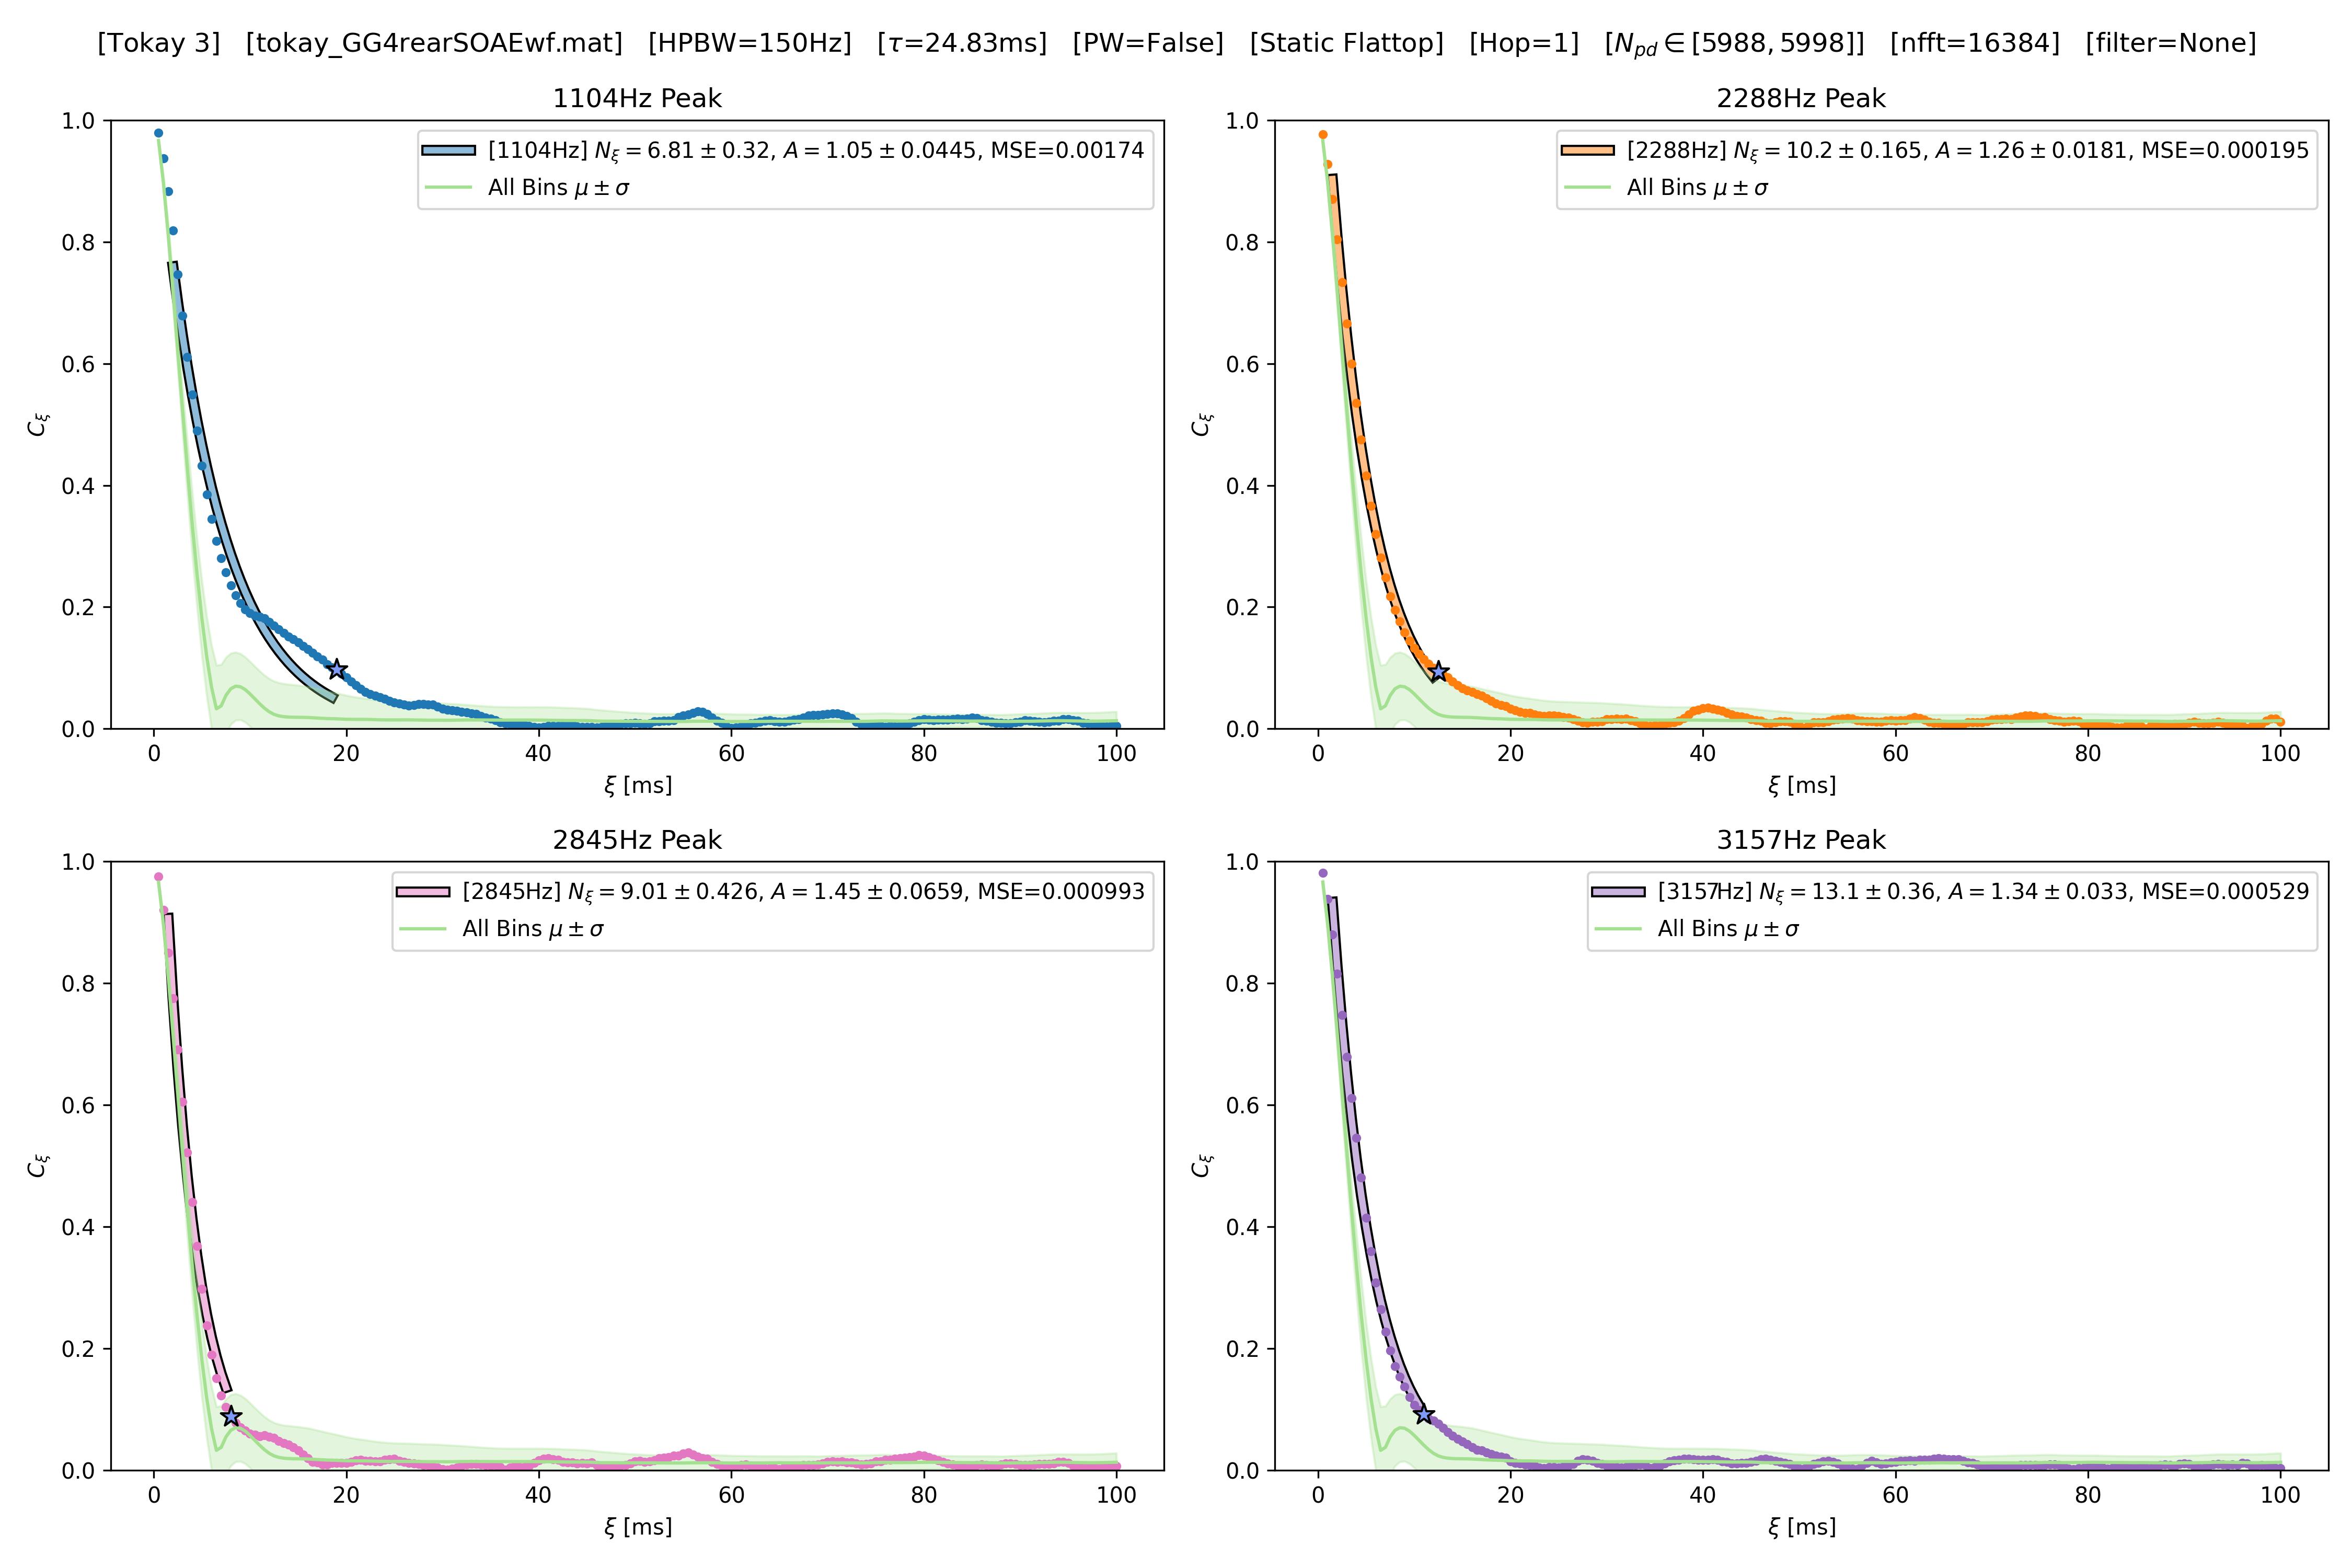 [Tokay 3] [tokay_GG4rearSOAEwf.mat] [HPBW=150Hz] [τ=24.83ms] [PW=False] [Static Flattop] [Hop=1] [N_pd ∈ [5988, 5998]] [nfft=16384] [filter=None]
1104Hz Peak
[1104Hz] N_ξ = 6.81 ± 0.32, A = 1.05 ± 0.0445, MSE=0.00174
All Bins μ ± σ
1.0
0.8
0.6
0.4
0.2
0.0
C_ξ
0 20 40 60 80 100
ξ [ms]
2288Hz Peak
[2288Hz] N_ξ = 10.2 ± 0.165, A = 1.26 ± 0.0181, MSE=0.000195
All Bins μ ± σ
1.0
0.8
0.6
0.4
0.2
0.0
C_ξ
0 20 40 60 80 100
ξ [ms]
2845Hz Peak
[2845Hz] N_ξ = 9.01 ± 0.426, A = 1.45 ± 0.0659, MSE=0.000993
All Bins μ ± σ
1.0
0.8
0.6
0.4
0.2
0.0
C_ξ
0 20 40 60 80 100
ξ [ms]
3157Hz Peak
[3157Hz] N_ξ = 13.1 ± 0.36, A = 1.34 ± 0.033, MSE=0.000529
All Bins μ ± σ
1.0
0.8
0.6
0.4
0.2
0.0
C_ξ
0 20 40 60 80 100
ξ [ms]